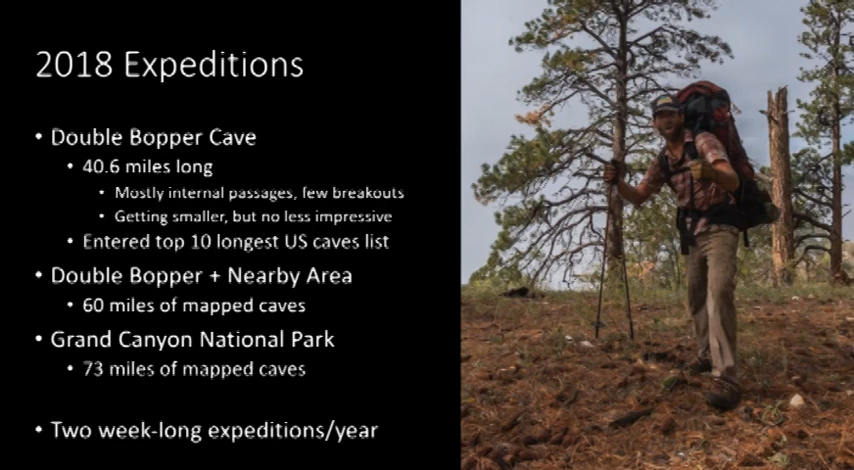 2018 Expeditions
• Double Bopper Cave
• 40.6 miles long
• Mostly internal passages, few breakouts
• Getting smaller, but no less impressive
• Entered top 10 longest US caves list
• Double Bopper + Nearby Area
• 60 miles of mapped caves
• Grand Canyon National Park
• 73 miles of mapped caves
• Two week-long expeditions/year